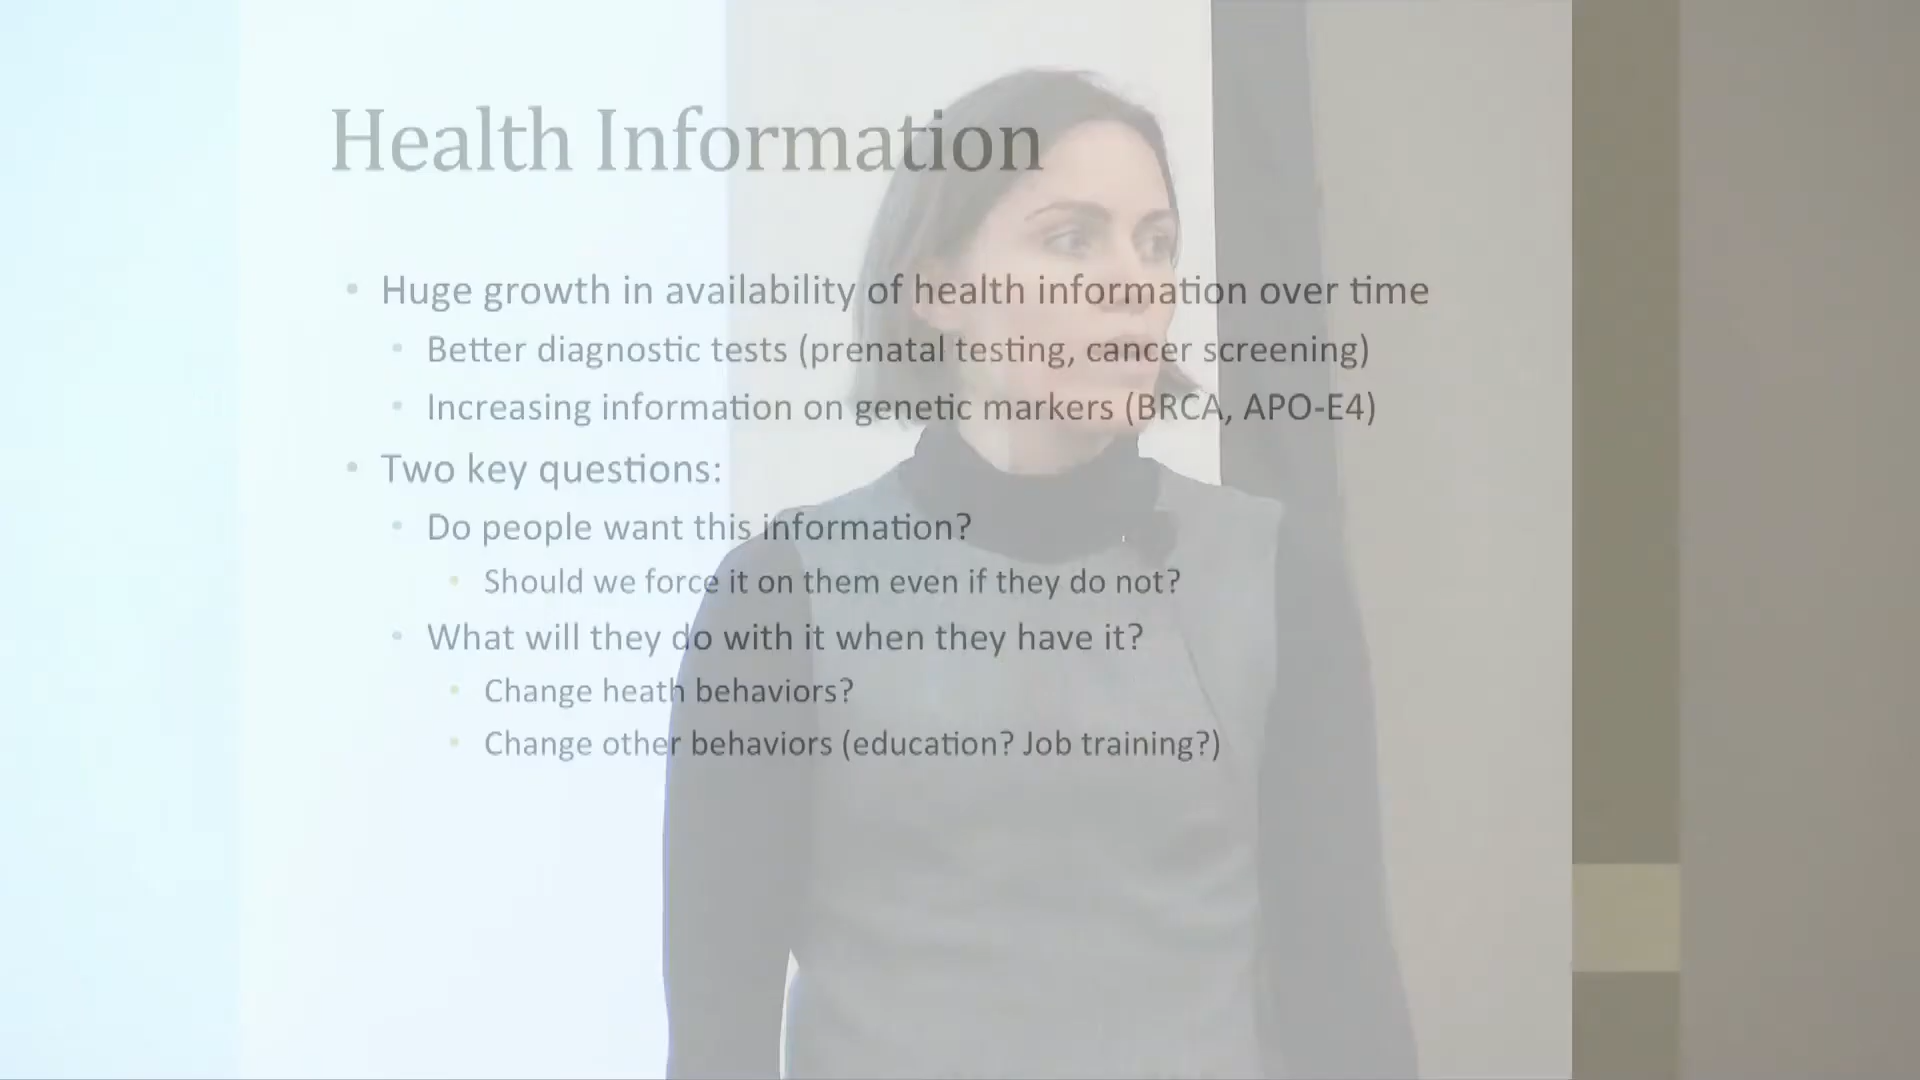 Health Information
• Huge growth in availability of health information over time
• Better diagnostic tests (prenatal testing, cancer screening)
• Increasing information on genetic markers (BRCA, APO-E4)
• Two key questions:
• Do people want this information?
• Should we force it on them even if they do not?
• What will they do with it when they have it?
• Change heath behaviors?
• Change other behaviors (education? Job training?)